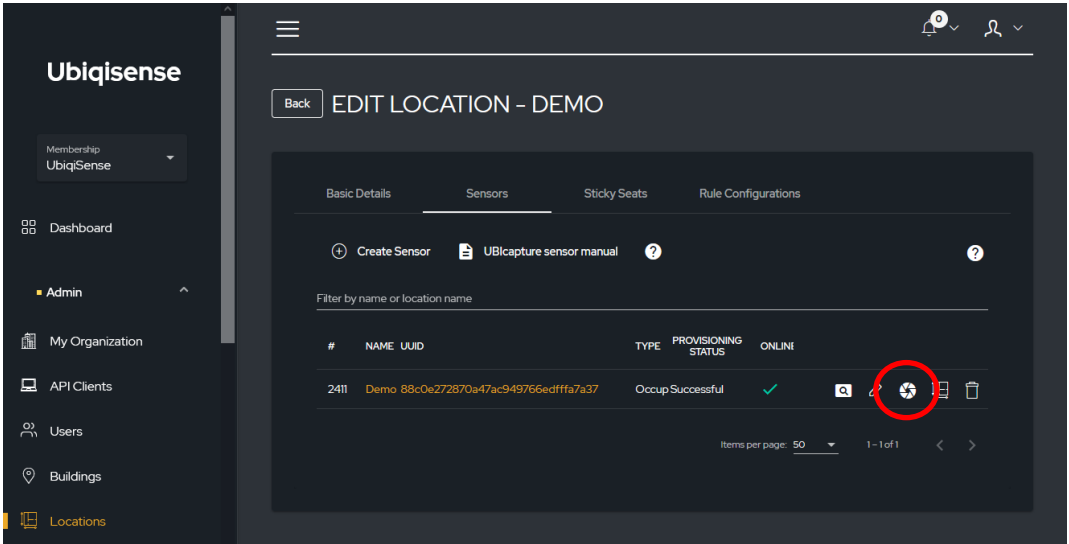 0
Ubiqisense
Back EDIT LOCATION - DEMO
Membership
UbiqiSense
Basic Details Sensors Sticky Seats Rule Configurations
Dashboard
Create Sensor UBIcapture sensor manual ? ?
Admin
Filter by name or location name
My Organization
# NAME UUID TYPE PROVISIONING STATUS ONLINE
API Clients
2411 Demo 88c0e272870a47ac949766edfffa7a37 Occup Successful
Users
Items per page: 50 1 – 1 of 1
Buildings
Locations